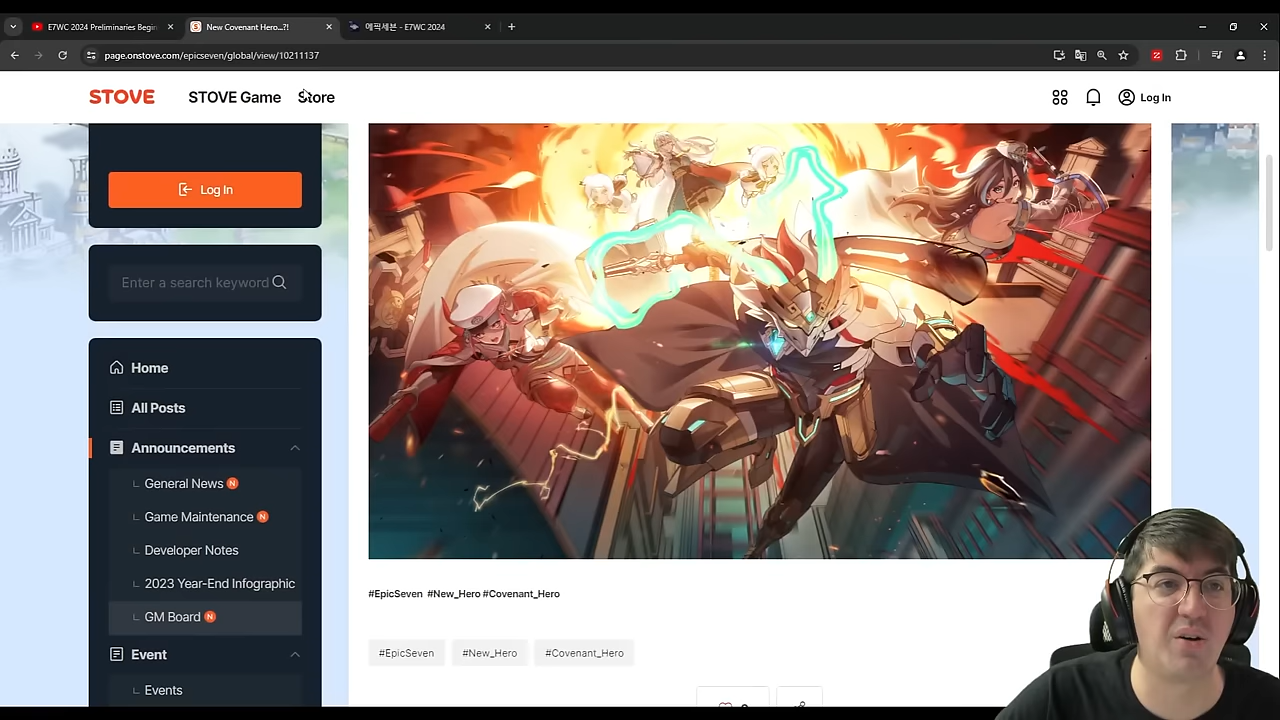 E7WC 2024 Preliminaries Begin
New Covenant Hero...?!
에픽세븐 - E7WC 2024
page.onstove.com/epicseven/global/view/10211137
STOVE
STOVE Game
Store
Log In
Log In
Enter a search keyword
Home
All Posts
Announcements
General News N
Game Maintenance N
Developer Notes
2023 Year-End Infographic
GM Board N
Event
Events
#EpicSeven #New_Hero #Covenant_Hero
#EpicSeven
#New_Hero
#Covenant_Hero